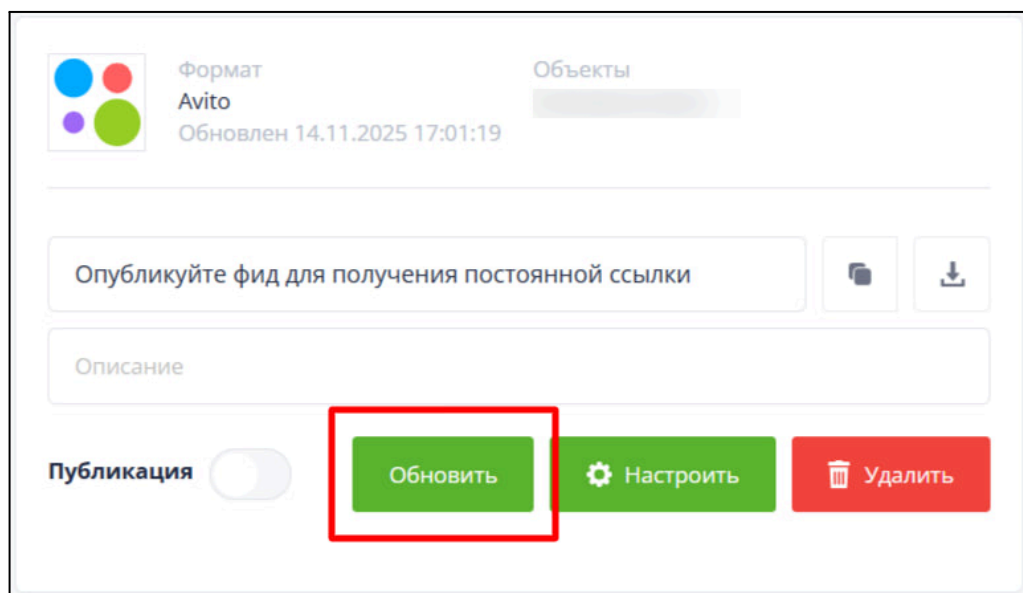 Формат
Avito
Обновлен 14.11.2025 17:01:19
Объекты
Опубликуйте фид для получения постоянной ссылки
Описание
Публикация
Обновить
Настроить
Удалить